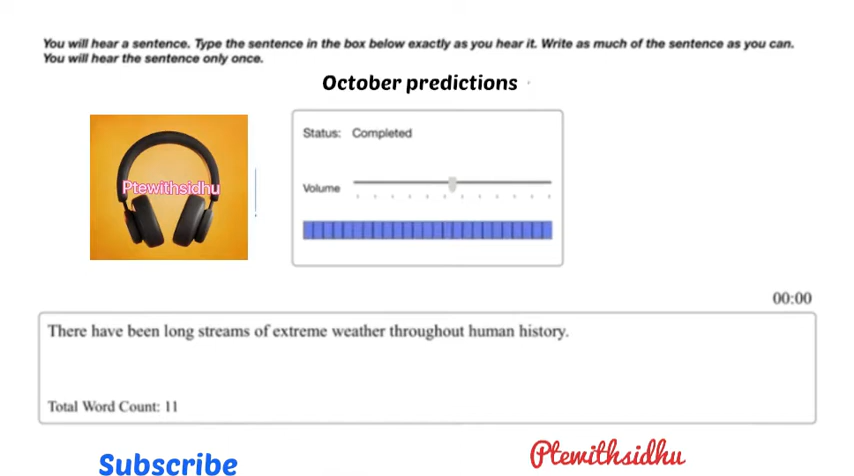 You will hear a sentence. Type the sentence in the box below exactly as you hear it. Write as much of the sentence as you can.
You will hear the sentence only once.
October predictions
Status: Completed
Ptewithsidhu
Volume
00:00
There have been long streams of extreme weather throughout human history.
Total Word Count: 11
Subscribe
Ptewithsidhu